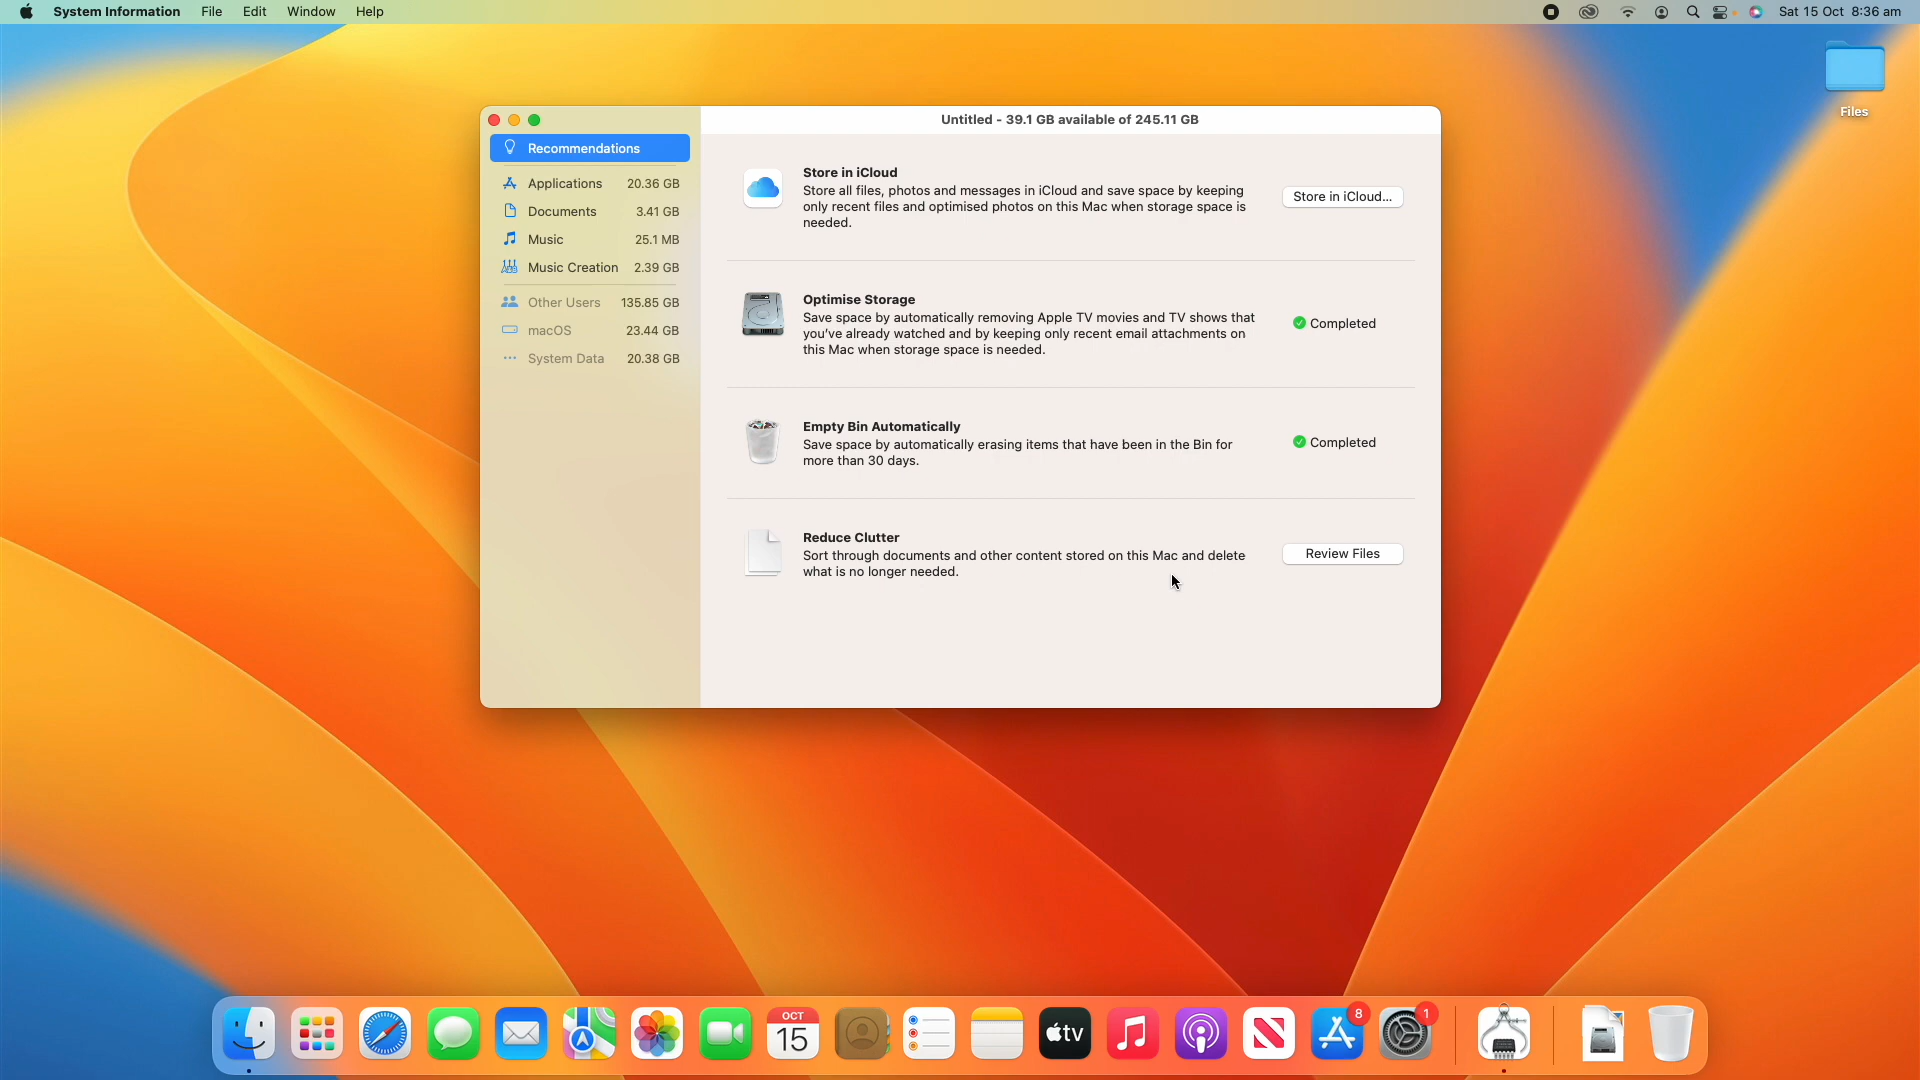 System Information File Edit Window Help
Sat 15 Oct 8:36 am
Files
Untitled - 39.1 GB available of 245.11 GB
Recommendations
Applications 20.36 GB
Documents 3.41 GB
Music 25.1 MB
Music Creation 2.39 GB
Other Users 135.85 GB
macOS 23.44 GB
System Data 20.38 GB
Store in iCloud
Store all files, photos and messages in iCloud and save space by keeping
only recent files and optimised photos on this Mac when storage space is
needed.
Store in iCloud...
Optimise Storage
Save space by automatically removing Apple TV movies and TV shows that
you've already watched and by keeping only recent email attachments on
this Mac when storage space is needed.
Completed
Empty Bin Automatically
Save space by automatically erasing items that have been in the Bin for
more than 30 days.
Completed
Reduce Clutter
Sort through documents and other content stored on this Mac and delete
what is no longer needed.
Review Files
OCT
15
tv
8
1